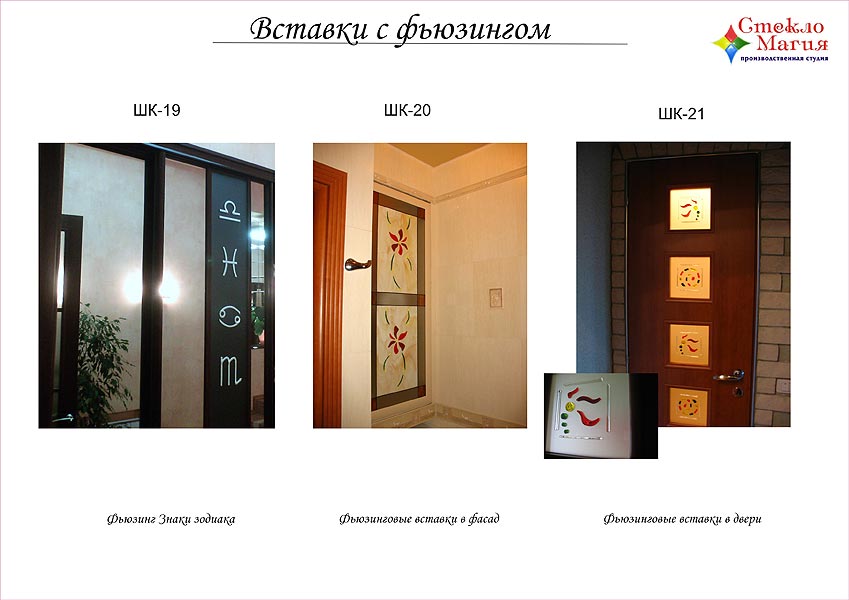 Вставки с фьюзингом
Стекло
Магия
производственная студия
ШК-19
ШК-20
ШК-21
♎
♓
♋
♏
Фьюзинг Знаки зодиака
Фьюзинговые вставки в фасад
Фьюзинговые вставки в двери